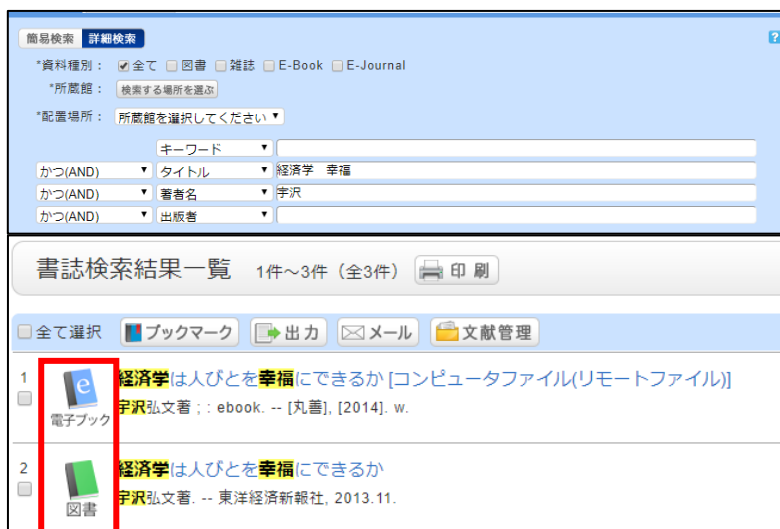 簡易検索 詳細検索 ?
*資料種別： 全て 図書 雑誌 E-Book E-Journal
*所蔵館： 検索する場所を選ぶ
*配置場所： 所蔵館を選択してください
キーワード
かつ(AND) タイトル 経済学 幸福
かつ(AND) 著者名 宇沢
かつ(AND) 出版者
書誌検索結果一覧 1件～3件（全3件） 印刷
全て選択 ブックマーク 出力 メール 文献管理
1 経済学は人びとを幸福にできるか [コンピュータファイル(リモートファイル)]
電子ブック 宇沢弘文著 ; : ebook. -- [丸善], [2014]. w.
2 経済学は人びとを幸福にできるか
図書 宇沢弘文著. -- 東洋経済新報社, 2013.11.